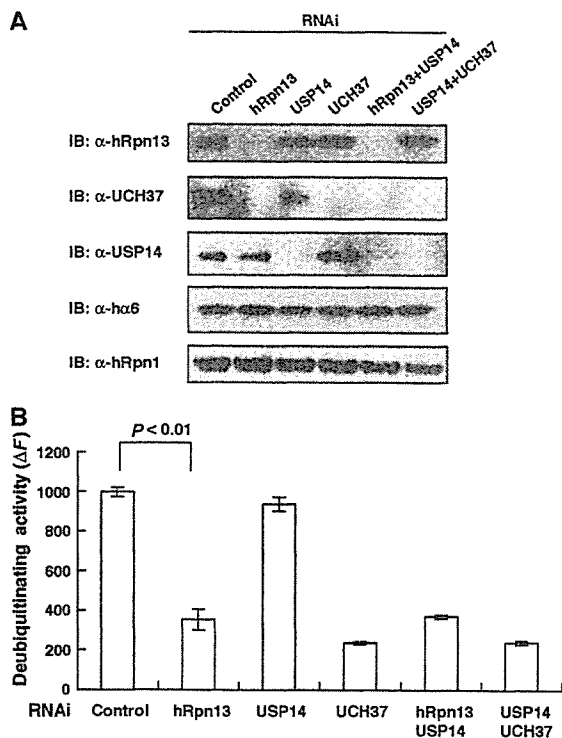 A
RNAi
Control hRpn13 USP14 UCH37 hRpn13+USP14 USP14+UCH37
IB: α-hRpn13
IB: α-UCH37
IB: α-USP14
IB: α-hα6
IB: α-hRpn1
B
P < 0.01
Deubiquitinating activity (ΔF)
1200
1000
800
600
400
200
0
RNAi Control hRpn13 USP14 UCH37 hRpn13 USP14
USP14 UCH37